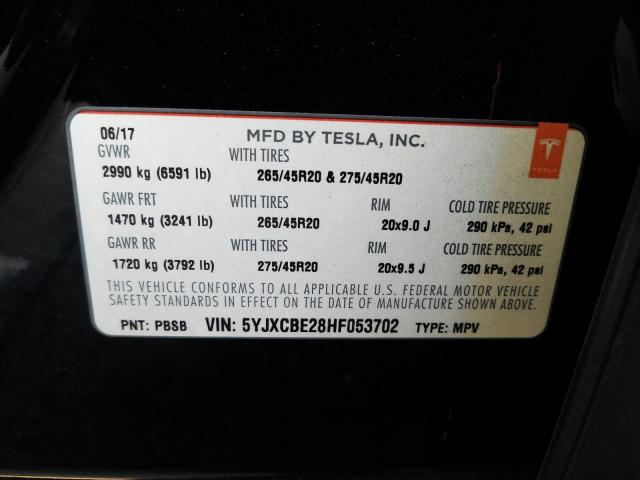 06/17 MFD BY TESLA, INC.
GVWR WITH TIRES
2990 kg (6591 lb) 265/45R20 & 275/45R20
TESLA
GAWR FRT WITH TIRES RIM COLD TIRE PRESSURE
1470 kg (3241 lb) 265/45R20 20x9.0 J 290 kPa, 42 psi
GAWR RR WITH TIRES RIM COLD TIRE PRESSURE
1720 kg (3792 lb) 275/45R20 20x9.5 J 290 kPa, 42 psi
THIS VEHICLE CONFORMS TO ALL APPLICABLE U.S. FEDERAL MOTOR VEHICLE
SAFETY STANDARDS IN EFFECT ON THE DATE OF MANUFACTURE SHOWN ABOVE.
PNT: PBSB VIN: 5YJXCBE28HF053702 TYPE: MPV